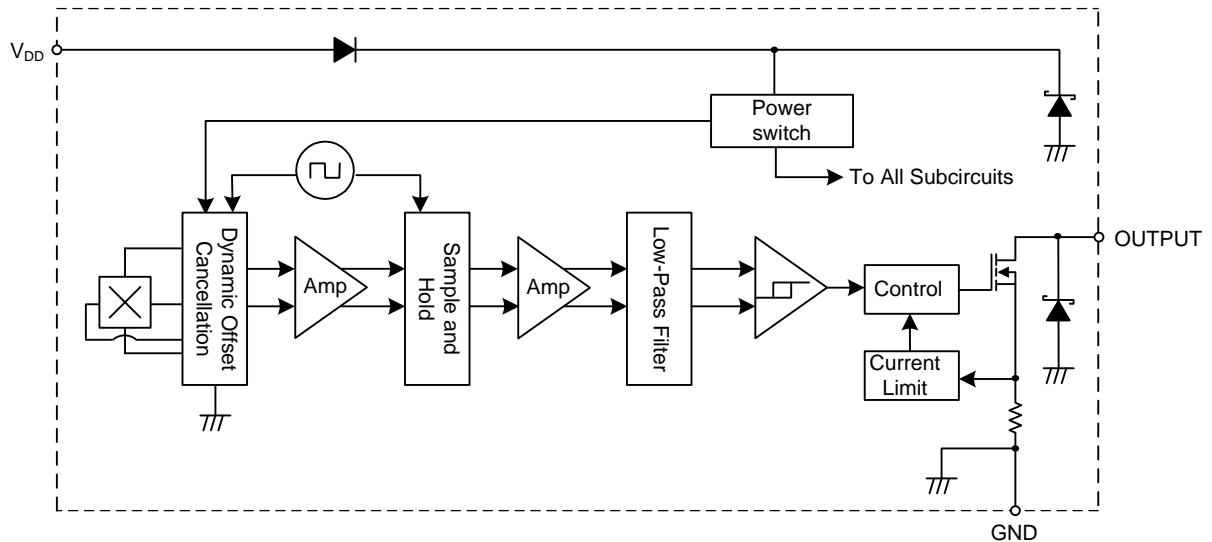 VDD
Power
switch
To All Subcircuits
Dynamic Offset
Cancellation
Amp
Sample and
Hold
Amp
Low-Pass Filter
Control
Current
Limit
OUTPUT
GND